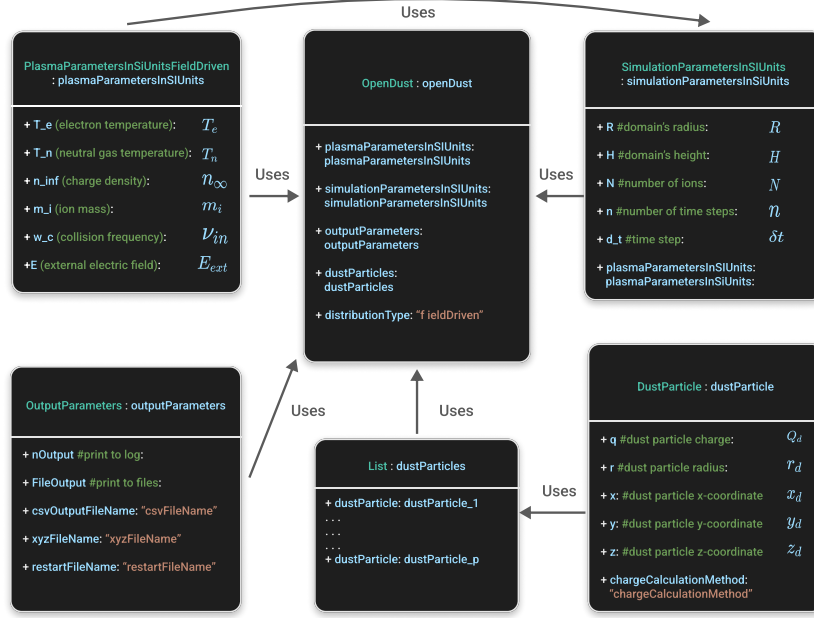 Uses
PlasmaParametersInSiUnitsFieldDriven
: plasmaParametersInSIUnits
+ T_e (electron temperature): T_e
+ T_n (neutral gas temperature): T_n
+ n_inf (charge density): n_∞
+ m_i (ion mass): m_i
+ w_c (collision frequency): ν_in
+E (external electric field): E_ext
Uses
OpenDust : openDust
+ plasmaParametersInSIUnits:
plasmaParametersInSIUnits
+ simulationParametersInSIUnits:
simulationParametersInSIUnits
+ outputParameters:
outputParameters
+ dustParticles:
dustParticles
+ distributionType: “f ieldDriven”
Uses
SimulationParametersInSIUnits
: simulationParametersInSiUnits
+ R #domain's radius: R
+ H #domain's height: H
+ N #number of ions: N
+ n #number of time steps: n
+ d_t #time step: δt
+ plasmaParametersInSIUnits:
plasmaParametersInSiUnits:
OutputParameters : outputParameters
+ nOutput #print to log:
+ FileOutput #print to files:
+ csvOutputFileName: “csvFileName”
+ xyzFileName: “xyzFileName”
+ restartFileName: “restartFileName”
Uses
Uses
List : dustParticles
+ dustParticle: dustParticle_1
. . .
. . .
. . .
+ dustParticle: dustParticle_p
Uses
DustParticle : dustParticle
+ q #dust particle charge: Q_d
+ r #dust particle radius: r_d
+ x: #dust particle x-coordinate x_d
+ y: #dust particle y-coordinate y_d
+ z: #dust particle z-coordinate z_d
+ chargeCalculationMethod:
“chargeCalculationMethod”